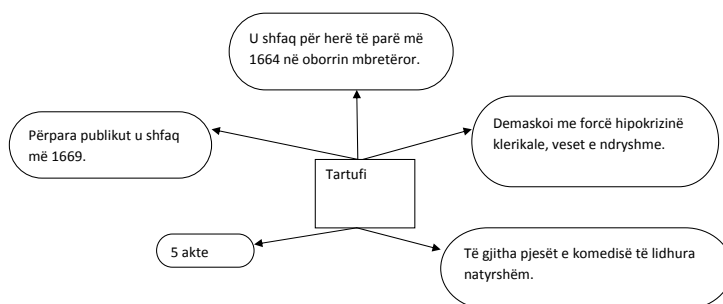 U shfaq për herë të parë më
1664 në oborrin mbretëror.
Përpara publikut u shfaq
më 1669.
Demaskoi me forcë hipokrizinë
klerikale, veset e ndryshme.
Tartufi
5 akte
Të gjitha pjesët e komedisë të lidhura
natyrshëm.